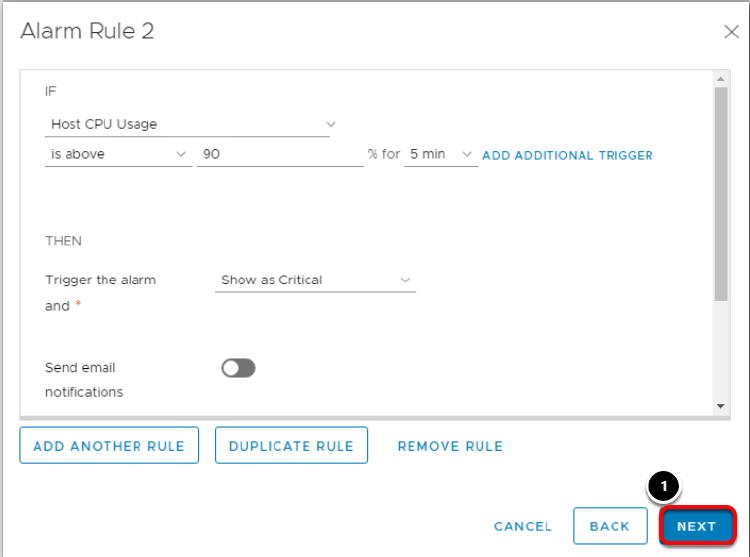 Alarm Rule 2
IF
Host CPU Usage
is above 90 % for 5 min ADD ADDITIONAL TRIGGER
THEN
Trigger the alarm Show as Critical
and *
Send email
notifications
ADD ANOTHER RULE DUPLICATE RULE REMOVE RULE
1
CANCEL BACK NEXT